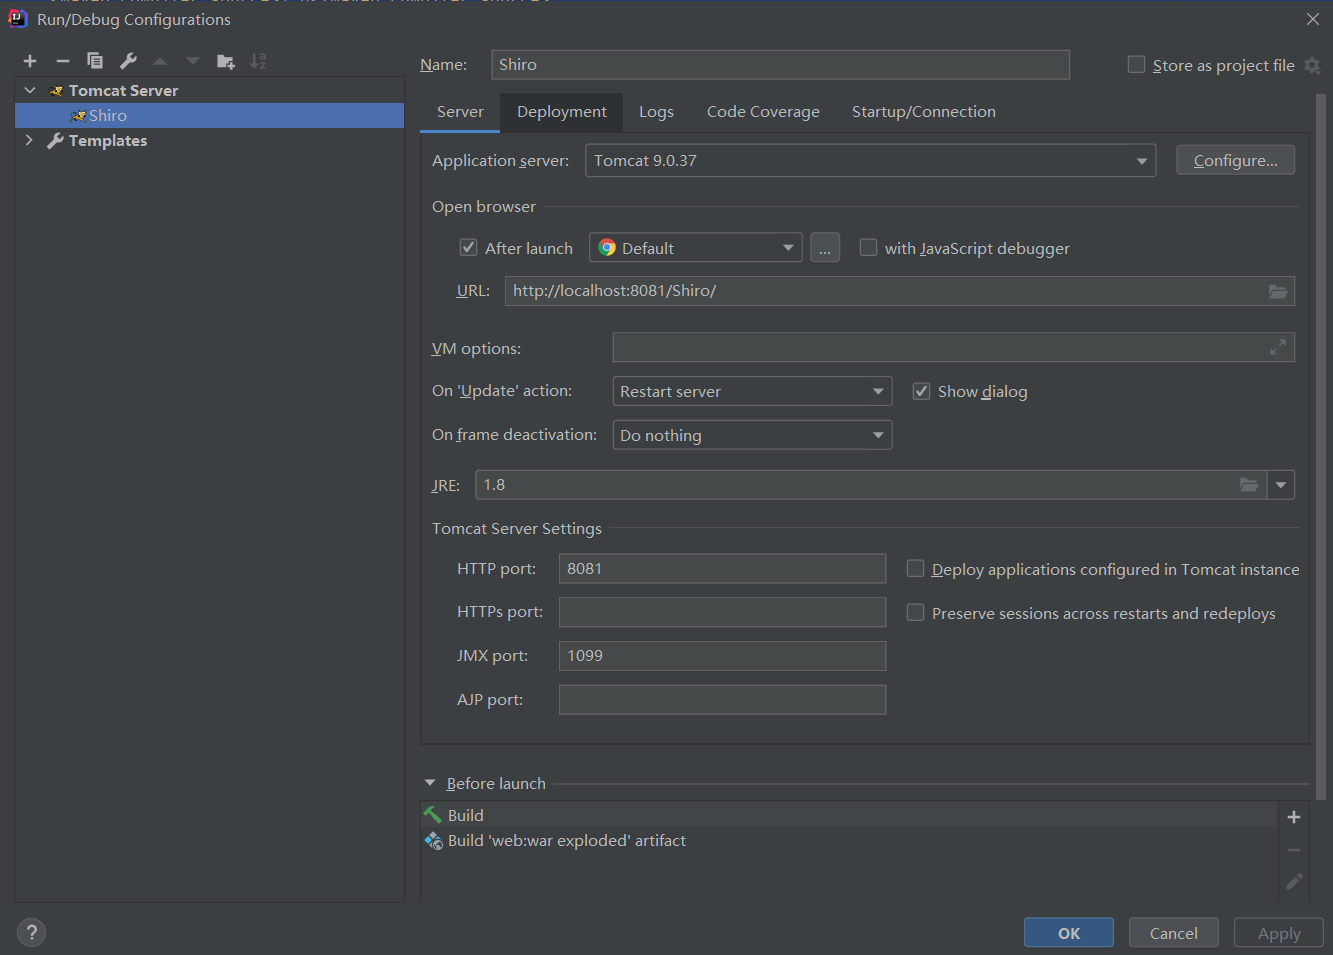 Run/Debug Configurations
Name: Shiro
Store as project file
Tomcat Server
Shiro
Templates
Server Deployment Logs Code Coverage Startup/Connection
Application server: Tomcat 9.0.37 Configure...
Open browser
After launch Default ... with JavaScript debugger
URL: http://localhost:8081/Shiro/
VM options:
On 'Update' action: Restart server Show dialog
On frame deactivation: Do nothing
JRE: 1.8
Tomcat Server Settings
HTTP port: 8081 Deploy applications configured in Tomcat instance
HTTPs port: Preserve sessions across restarts and redeploys
JMX port: 1099
AJP port:
Before launch
Build
Build 'web:war exploded' artifact
? OK Cancel Apply